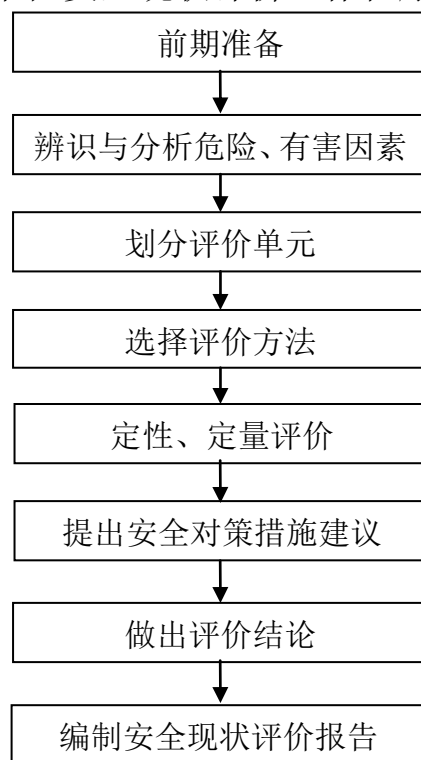 前期准备
辨识与分析危险、有害因素
划分评价单元
选择评价方法
定性、定量评价
提出安全对策措施建议
做出评价结论
编制安全现状评价报告